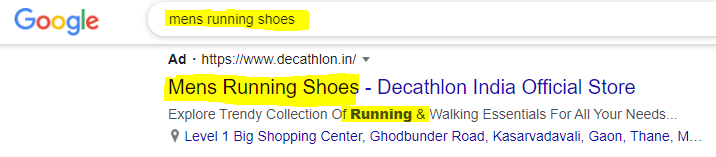 Google mens running shoes
Ad · https://www.decathlon.in/
Mens Running Shoes - Decathlon India Official Store
Explore Trendy Collection Of Running & Walking Essentials For All Your Needs...
Level 1 Big Shopping Center, Ghodbunder Road, Kasarvadavali, Gaon, Thane, M...